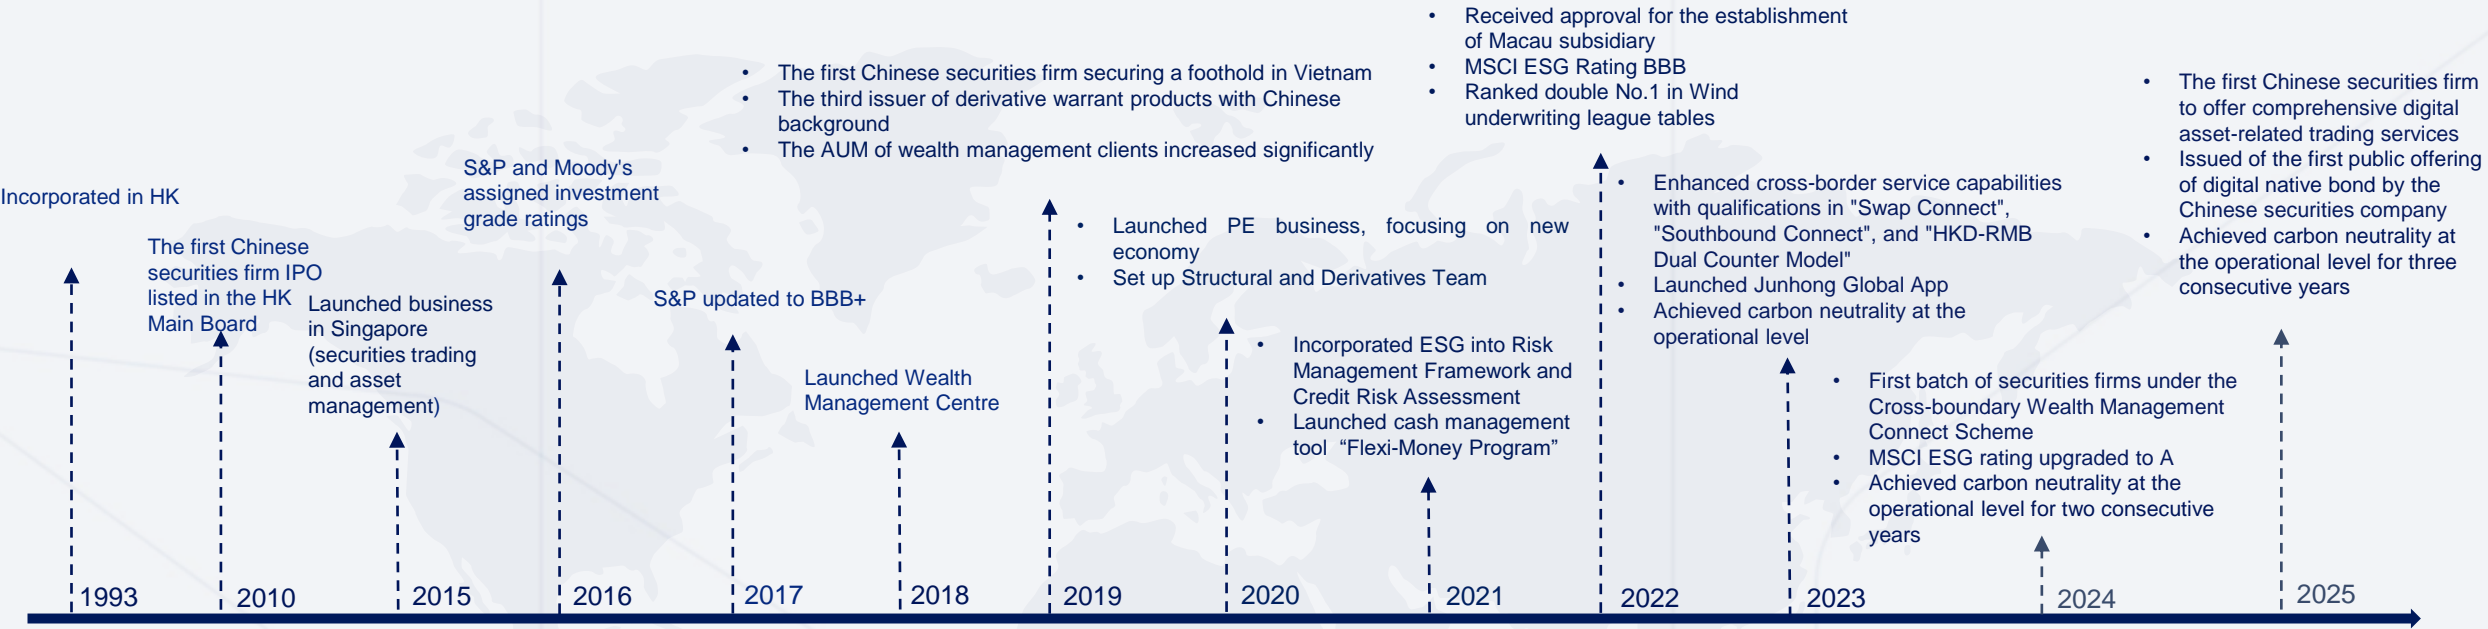 Incorporated in HK
1993
The first Chinese
securities firm IPO
listed in the HK
Main Board
2010
Launched business
in Singapore
(securities trading
and asset
management)
2015
S&P and Moody's
assigned investment
grade ratings
2016
S&P updated to BBB+
2017
Launched Wealth
Management Centre
2018
• The first Chinese securities firm securing a foothold in Vietnam
• The third issuer of derivative warrant products with Chinese
background
• The AUM of wealth management clients increased significantly
2019
• Launched PE business, focusing on new
economy
• Set up Structural and Derivatives Team
2020
• Incorporated ESG into Risk
Management Framework and
Credit Risk Assessment
• Launched cash management
tool “Flexi-Money Program”
2021
• Received approval for the establishment
of Macau subsidiary
• MSCI ESG Rating BBB
• Ranked double No.1 in Wind
underwriting league tables
2022
• Enhanced cross-border service capabilities
with qualifications in "Swap Connect",
"Southbound Connect", and "HKD-RMB
Dual Counter Model"
• Launched Junhong Global App
• Achieved carbon neutrality at the
operational level
2023
• First batch of securities firms under the
Cross-boundary Wealth Management
Connect Scheme
• MSCI ESG rating upgraded to A
• Achieved carbon neutrality at the
operational level for two consecutive
years
2024
• The first Chinese securities firm
to offer comprehensive digital
asset-related trading services
• Issued of the first public offering
of digital native bond by the
Chinese securities company
• Achieved carbon neutrality at
the operational level for three
consecutive years
2025